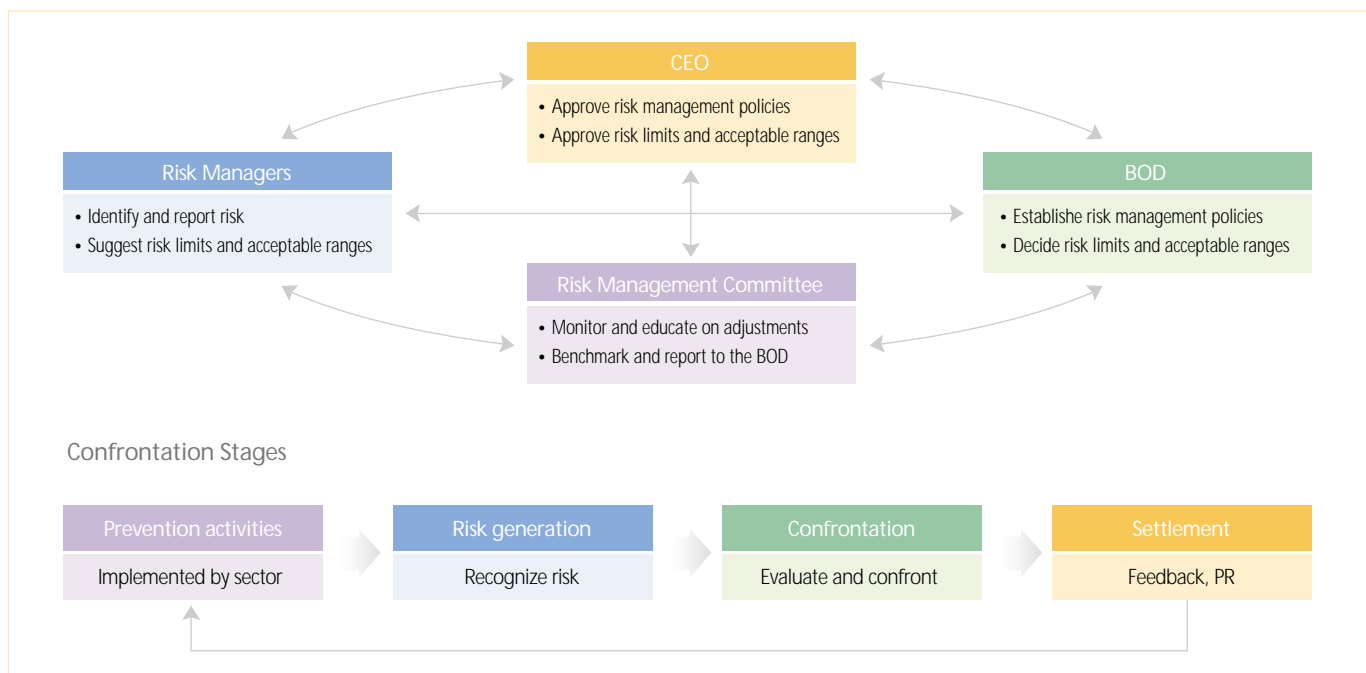 CEO
• Approve risk management policies
• Approve risk limits and acceptable ranges
Risk Managers
• Identify and report risk
• Suggest risk limits and acceptable ranges
BOD
• Establishe risk management policies
• Decide risk limits and acceptable ranges
Risk Management Committee
• Monitor and educate on adjustments
• Benchmark and report to the BOD
Confrontation Stages
Prevention activities
Implemented by sector
Risk generation
Recognize risk
Confrontation
Evaluate and confront
Settlement
Feedback, PR